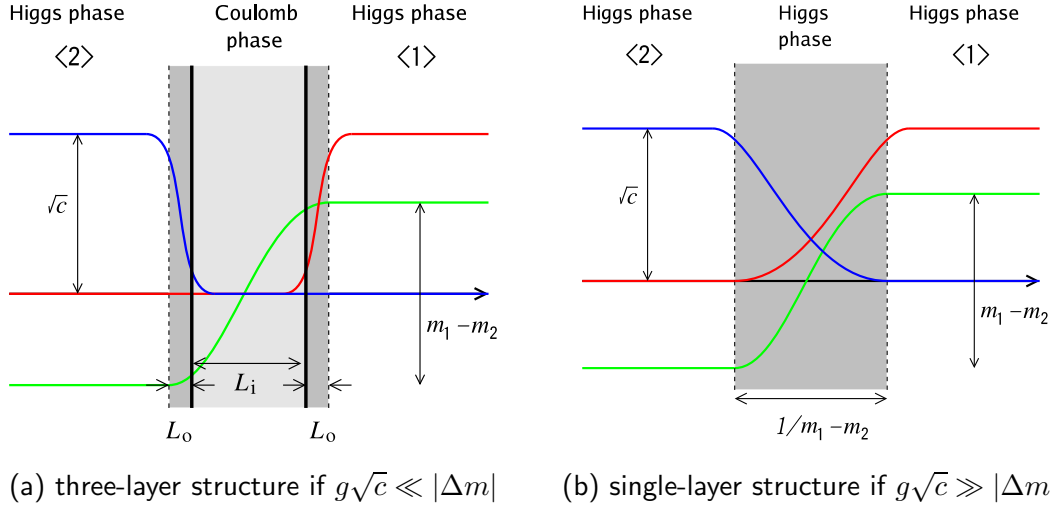 Higgs phase
Coulomb phase
Higgs phase
<2>
<1>
√c
m₁−m₂
Lᵢ
Lₒ
Lₒ
(a) three-layer structure if g√c ≪ |Δm|
Higgs phase
Higgs phase
Higgs phase
<2>
<1>
√c
m₁−m₂
1/m₁−m₂
(b) single-layer structure if g√c ≫ |Δm